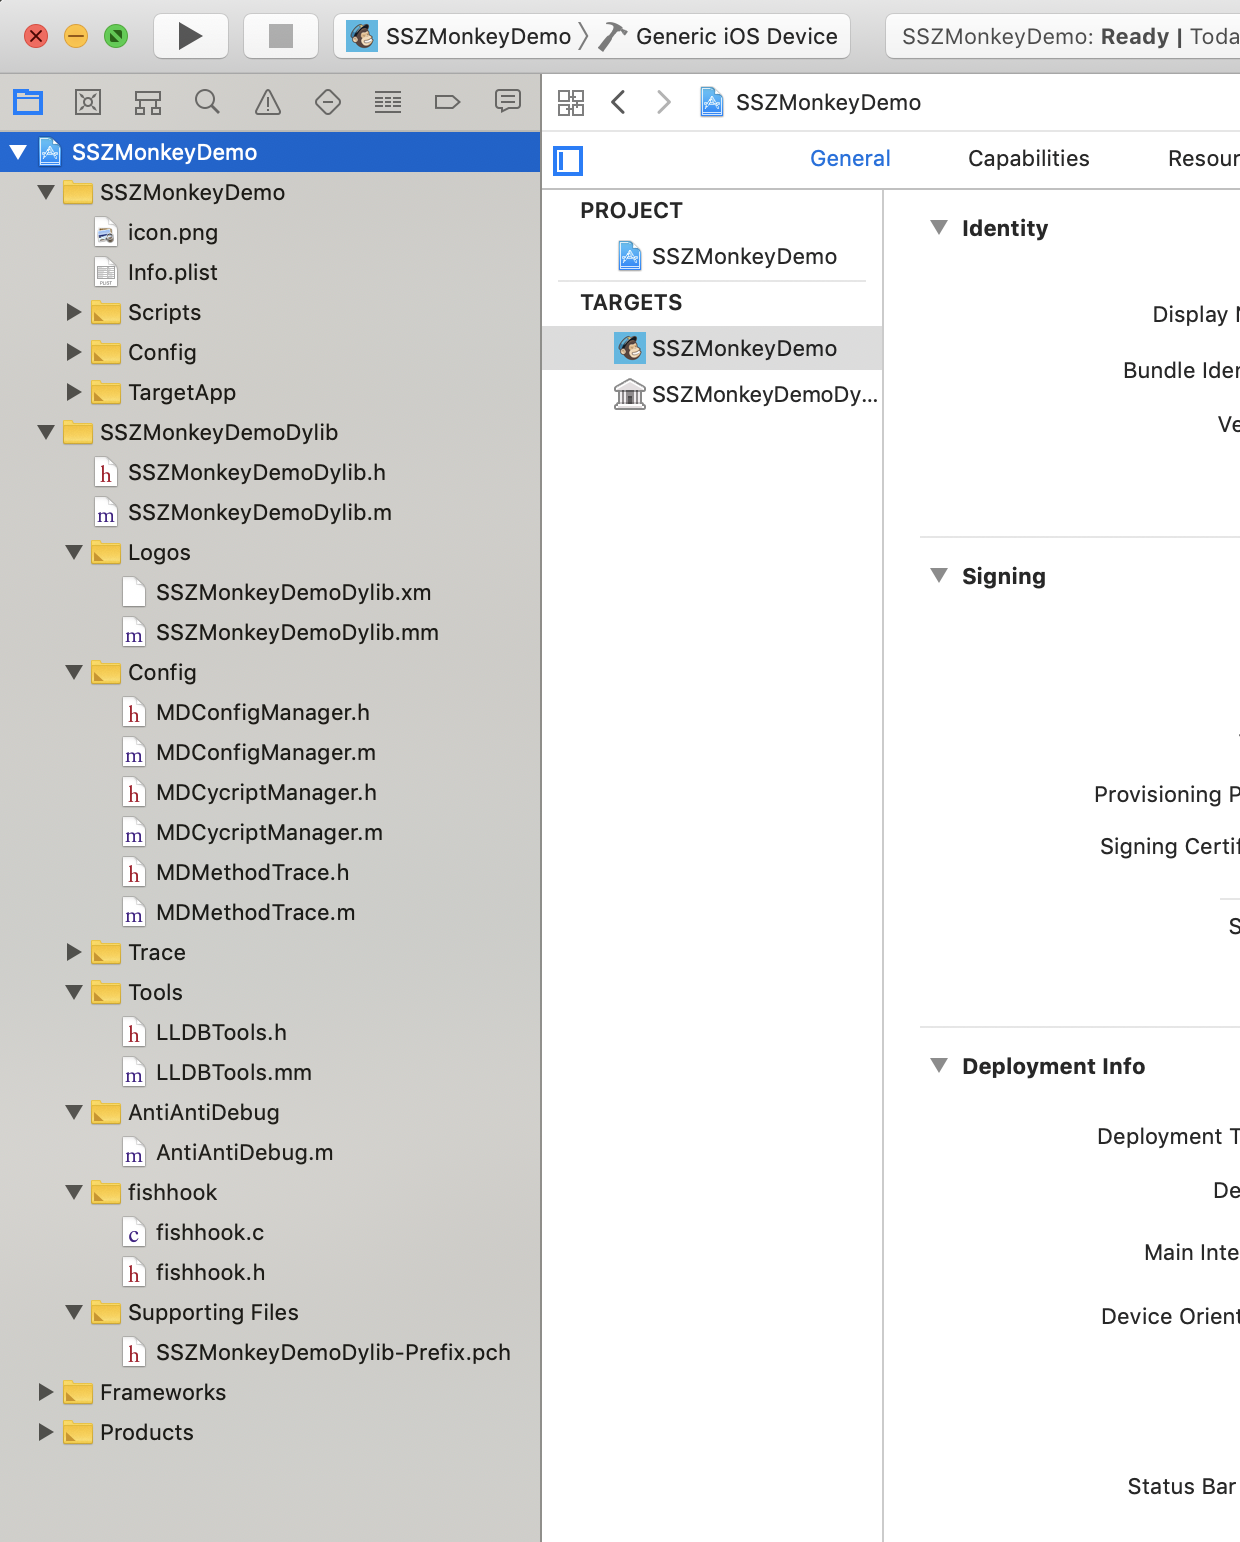 SSZMonkeyDemo Generic iOS Device
SSZMonkeyDemo: Ready | Toda
SSZMonkeyDemo
SSZMonkeyDemo
icon.png
Info.plist
Scripts
Config
TargetApp
SSZMonkeyDemoDylib
SSZMonkeyDemoDylib.h
SSZMonkeyDemoDylib.m
Logos
SSZMonkeyDemoDylib.xm
SSZMonkeyDemoDylib.mm
Config
MDConfigManager.h
MDConfigManager.m
MDCycriptManager.h
MDCycriptManager.m
MDMethodTrace.h
MDMethodTrace.m
Trace
Tools
LLDBTools.h
LLDBTools.mm
AntiAntiDebug
AntiAntiDebug.m
fishhook
fishhook.c
fishhook.h
Supporting Files
SSZMonkeyDemoDylib-Prefix.pch
Frameworks
Products
SSZMonkeyDemo
General Capabilities Resour
PROJECT
SSZMonkeyDemo
TARGETS
SSZMonkeyDemo
SSZMonkeyDemoDy...
Identity
Display N
Bundle Iden
Ve
Signing
Provisioning P
Signing Certif
S
Deployment Info
Deployment T
De
Main Inte
Device Orient
Status Bar